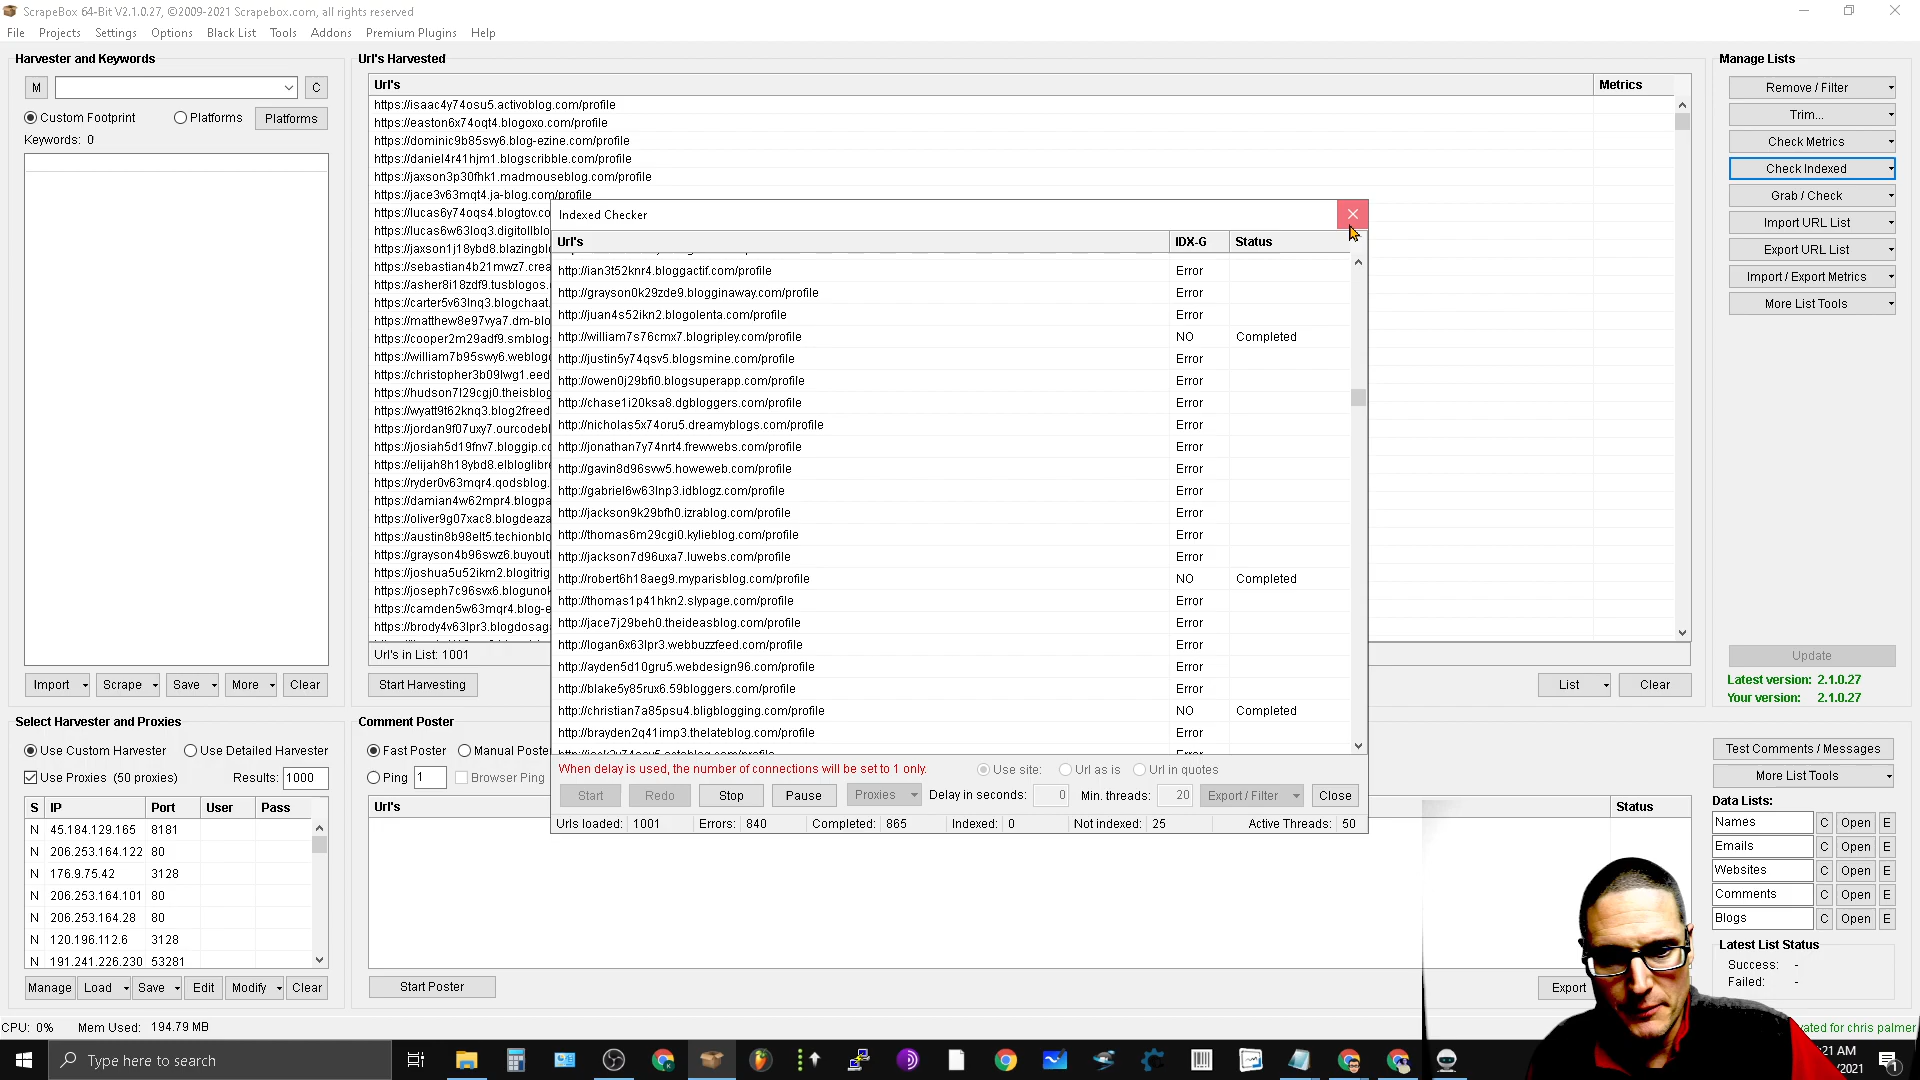 ScrapeBox 64-Bit V2.1.0.27, ©2009-2021 Scrapebox.com, all rights reserved
File Projects Settings Options Black List Tools Addons Premium Plugins Help
Harvester and Keywords
M C
Custom Footprint Platforms Platforms
Keywords: 0
Import Scrape Save More Clear
Url's Harvested
Url's Metrics
https://isaac4y74osu5.activoblog.com/profile
https://easton6x74oqt4.blogoxo.com/profile
https://dominic9b85svy6.blog-ezine.com/profile
https://daniel4r41hjm1.blogscribble.com/profile
https://jaxson3p30fhk1.madmouseblog.com/profile
https://jace3v63mqt4.ja-blog.com/profile
https://lucas6y74oqs4.blogtov.co
https://lucas6w63loq3.digitollblo
https://jaxson1j18ybd8.blazingbl
https://sebastian4b21mwz7.crea
https://asher8i18zdf9.tusblogos.
https://carter5v63lnq3.blogchaat.
https://matthew8e97vya7.dm-blo
https://cooper2m29adf9.smblog
https://william7b95swy6.weblog
https://christopher3b09lwg1.eed
https://hudson7l29cgj0.theisblog
https://wyatt9t62knq3.blog2freed
https://jordan9f07uxy7.ourcodebl
https://josiah5d19fnv7.bloggip.co
https://elijah8h18ybd8.elbloglibre
https://ryder0v63mqr4.qodsblog.
https://damian4w62mpr4.blogpa
https://oliver9g07xac8.blogdeaza
https://austin8b98elt5.techionblo
https://grayson4b96swz6.buyout
https://joshua5u52ikm2.blogitrig
https://joseph7c96svx6.blogunok
https://camden5w63mqr4.blog-e
https://brody4v63lpr3.blogdosag
Url's in List: 1001
Start Harvesting List Clear
Indexed Checker
Url's IDX-G Status
http://ian3t52knr4.bloggactif.com/profile Error
http://grayson0k29zde9.blogginaway.com/profile Error
http://juan4s52ikn2.blogolenta.com/profile Error
http://william7s76cmx7.blogripley.com/profile NO Completed
http://justin5y74qsv5.blogsmine.com/profile Error
http://owen0j29bfi0.blogsuperapp.com/profile Error
http://chase1i20ksa8.dgbloggers.com/profile Error
http://nicholas5x74oru5.dreamyblogs.com/profile Error
http://jonathan7y74nrt4.frewwebs.com/profile Error
http://gavin8d96svw5.howeweb.com/profile Error
http://gabriel6w63lnp3.idblogz.com/profile Error
http://jackson9k29bfh0.izrablog.com/profile Error
http://thomas6m29cgi0.kylieblog.com/profile Error
http://jackson7d96uxa7.luwebs.com/profile Error
http://robert6h18aeg9.myparisblog.com/profile NO Completed
http://thomas1p41hkn2.slypage.com/profile Error
http://jace7j29beh0.theideasblog.com/profile Error
http://logan6x63lpr3.webbuzzfeed.com/profile Error
http://ayden5d10gru5.webdesign96.com/profile Error
http://blake5y85rux6.59bloggers.com/profile Error
http://christian7a85psu4.bligblogging.com/profile NO Completed
http://brayden2q41imp3.thelateblog.com/profile Error
When delay is used, the number of connections will be set to 1 only. Use site: Url as is Url in quotes
Start Redo Stop Pause Proxies Delay in seconds: 0 Min. threads: 20 Export / Filter Close
Urls loaded: 1001 Errors: 840 Completed: 865 Indexed: 0 Not indexed: 25 Active Threads: 50
Manage Lists
Remove / Filter
Trim...
Check Metrics
Check Indexed
Grab / Check
Import URL List
Export URL List
Import / Export Metrics
More List Tools
Update
Latest version: 2.1.0.27
Your version: 2.1.0.27
Select Harvester and Proxies
Use Custom Harvester Use Detailed Harvester
Use Proxies (50 proxies) Results: 1000
S IP Port User Pass
N 45.184.129.165 8181
N 206.253.164.122 80
N 176.9.75.42 3128
N 206.253.164.101 80
N 206.253.164.28 80
N 120.196.112.6 3128
N 191.241.226.230 53281
Manage Load Save Edit Modify Clear
Comment Poster
Fast Poster Manual Poste
Ping 1 Browser Ping
Url's Status
Start Poster Export
Test Comments / Messages
More List Tools
Data Lists:
Names C Open E
Emails C Open E
Websites C Open E
Comments C Open E
Blogs C Open E
Latest List Status
Success: -
Failed: -
CPU: 0% Mem Used: 194.79 MB
vated for chris palmer
Type here to search
:21 AM
/2021
1